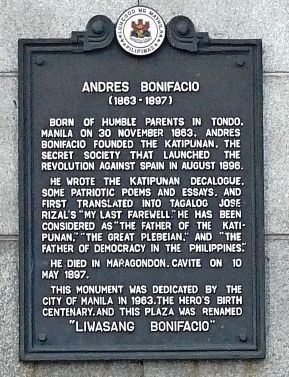 LUNGSOD NG MAYNILA
PILIPINAS
ANDRES BONIFACIO
(1863-1897)
BORN OF HUMBLE PARENTS IN TONDO,
MANILA ON 30 NOVEMBER 1863, ANDRES
BONIFACIO FOUNDED THE KATIPUNAN, THE
SECRET SOCIETY THAT LAUNCHED THE
REVOLUTION AGAINST SPAIN IN AUGUST 1896.
HE WROTE THE KATIPUNAN DECALOGUE,
SOME PATRIOTIC POEMS AND ESSAYS, AND
FIRST TRANSLATED INTO TAGALOG JOSE
RIZAL'S "MY LAST FAREWELL." HE HAS BEEN
CONSIDERED AS "THE FATHER OF THE KATI-
PUNAN," "THE GREAT PLEBEIAN," AND "THE
FATHER OF DEMOCRACY IN THE PHILIPPINES."
HE DIED IN MARAGONDON, CAVITE ON 10
MAY 1897.
THIS MONUMENT WAS DEDICATED BY THE
CITY OF MANILA IN 1963, THE HERO'S BIRTH
CENTENARY, AND THIS PLAZA WAS RENAMED
"LIWASANG BONIFACIO"